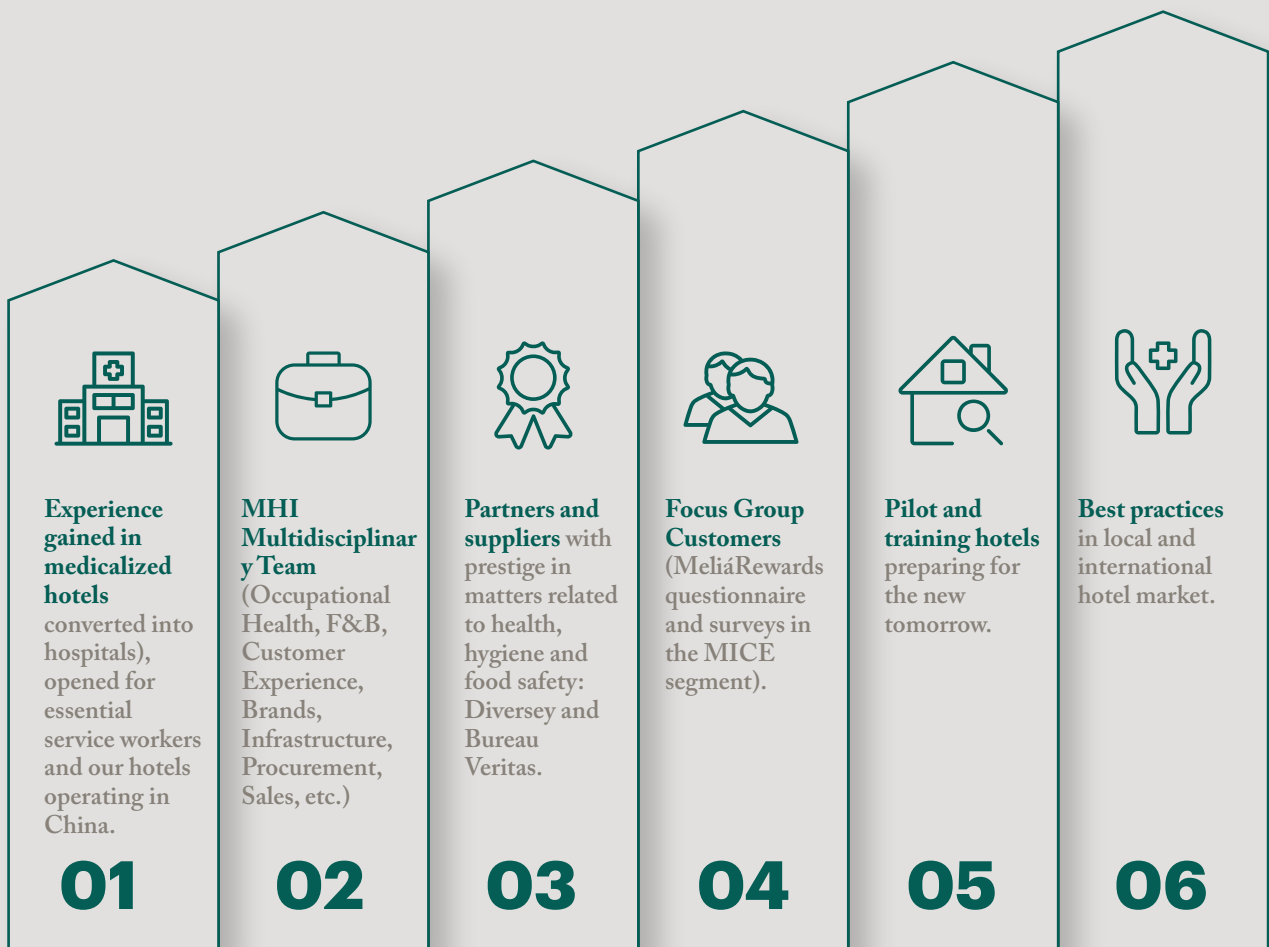 Experience
gained in
medicalized
hotels
converted into
hospitals),
opened for
essential
service workers
and our hotels
operating in
China.
01
MHI
Multidisciplinar
y Team
(Occupational
Health, F&B,
Customer
Experience,
Brands,
Infrastructure,
Procurement,
Sales, etc.)
02
Partners and
suppliers with
prestige in
matters related
to health,
hygiene and
food safety:
Diversey and
Bureau
Veritas.
03
Focus Group
Customers
(MeliáRewards
questionnaire
and surveys in
the MICE
segment).
04
Pilot and
training hotels
preparing for
the new
tomorrow.
05
Best practices
in local and
international
hotel market.
06